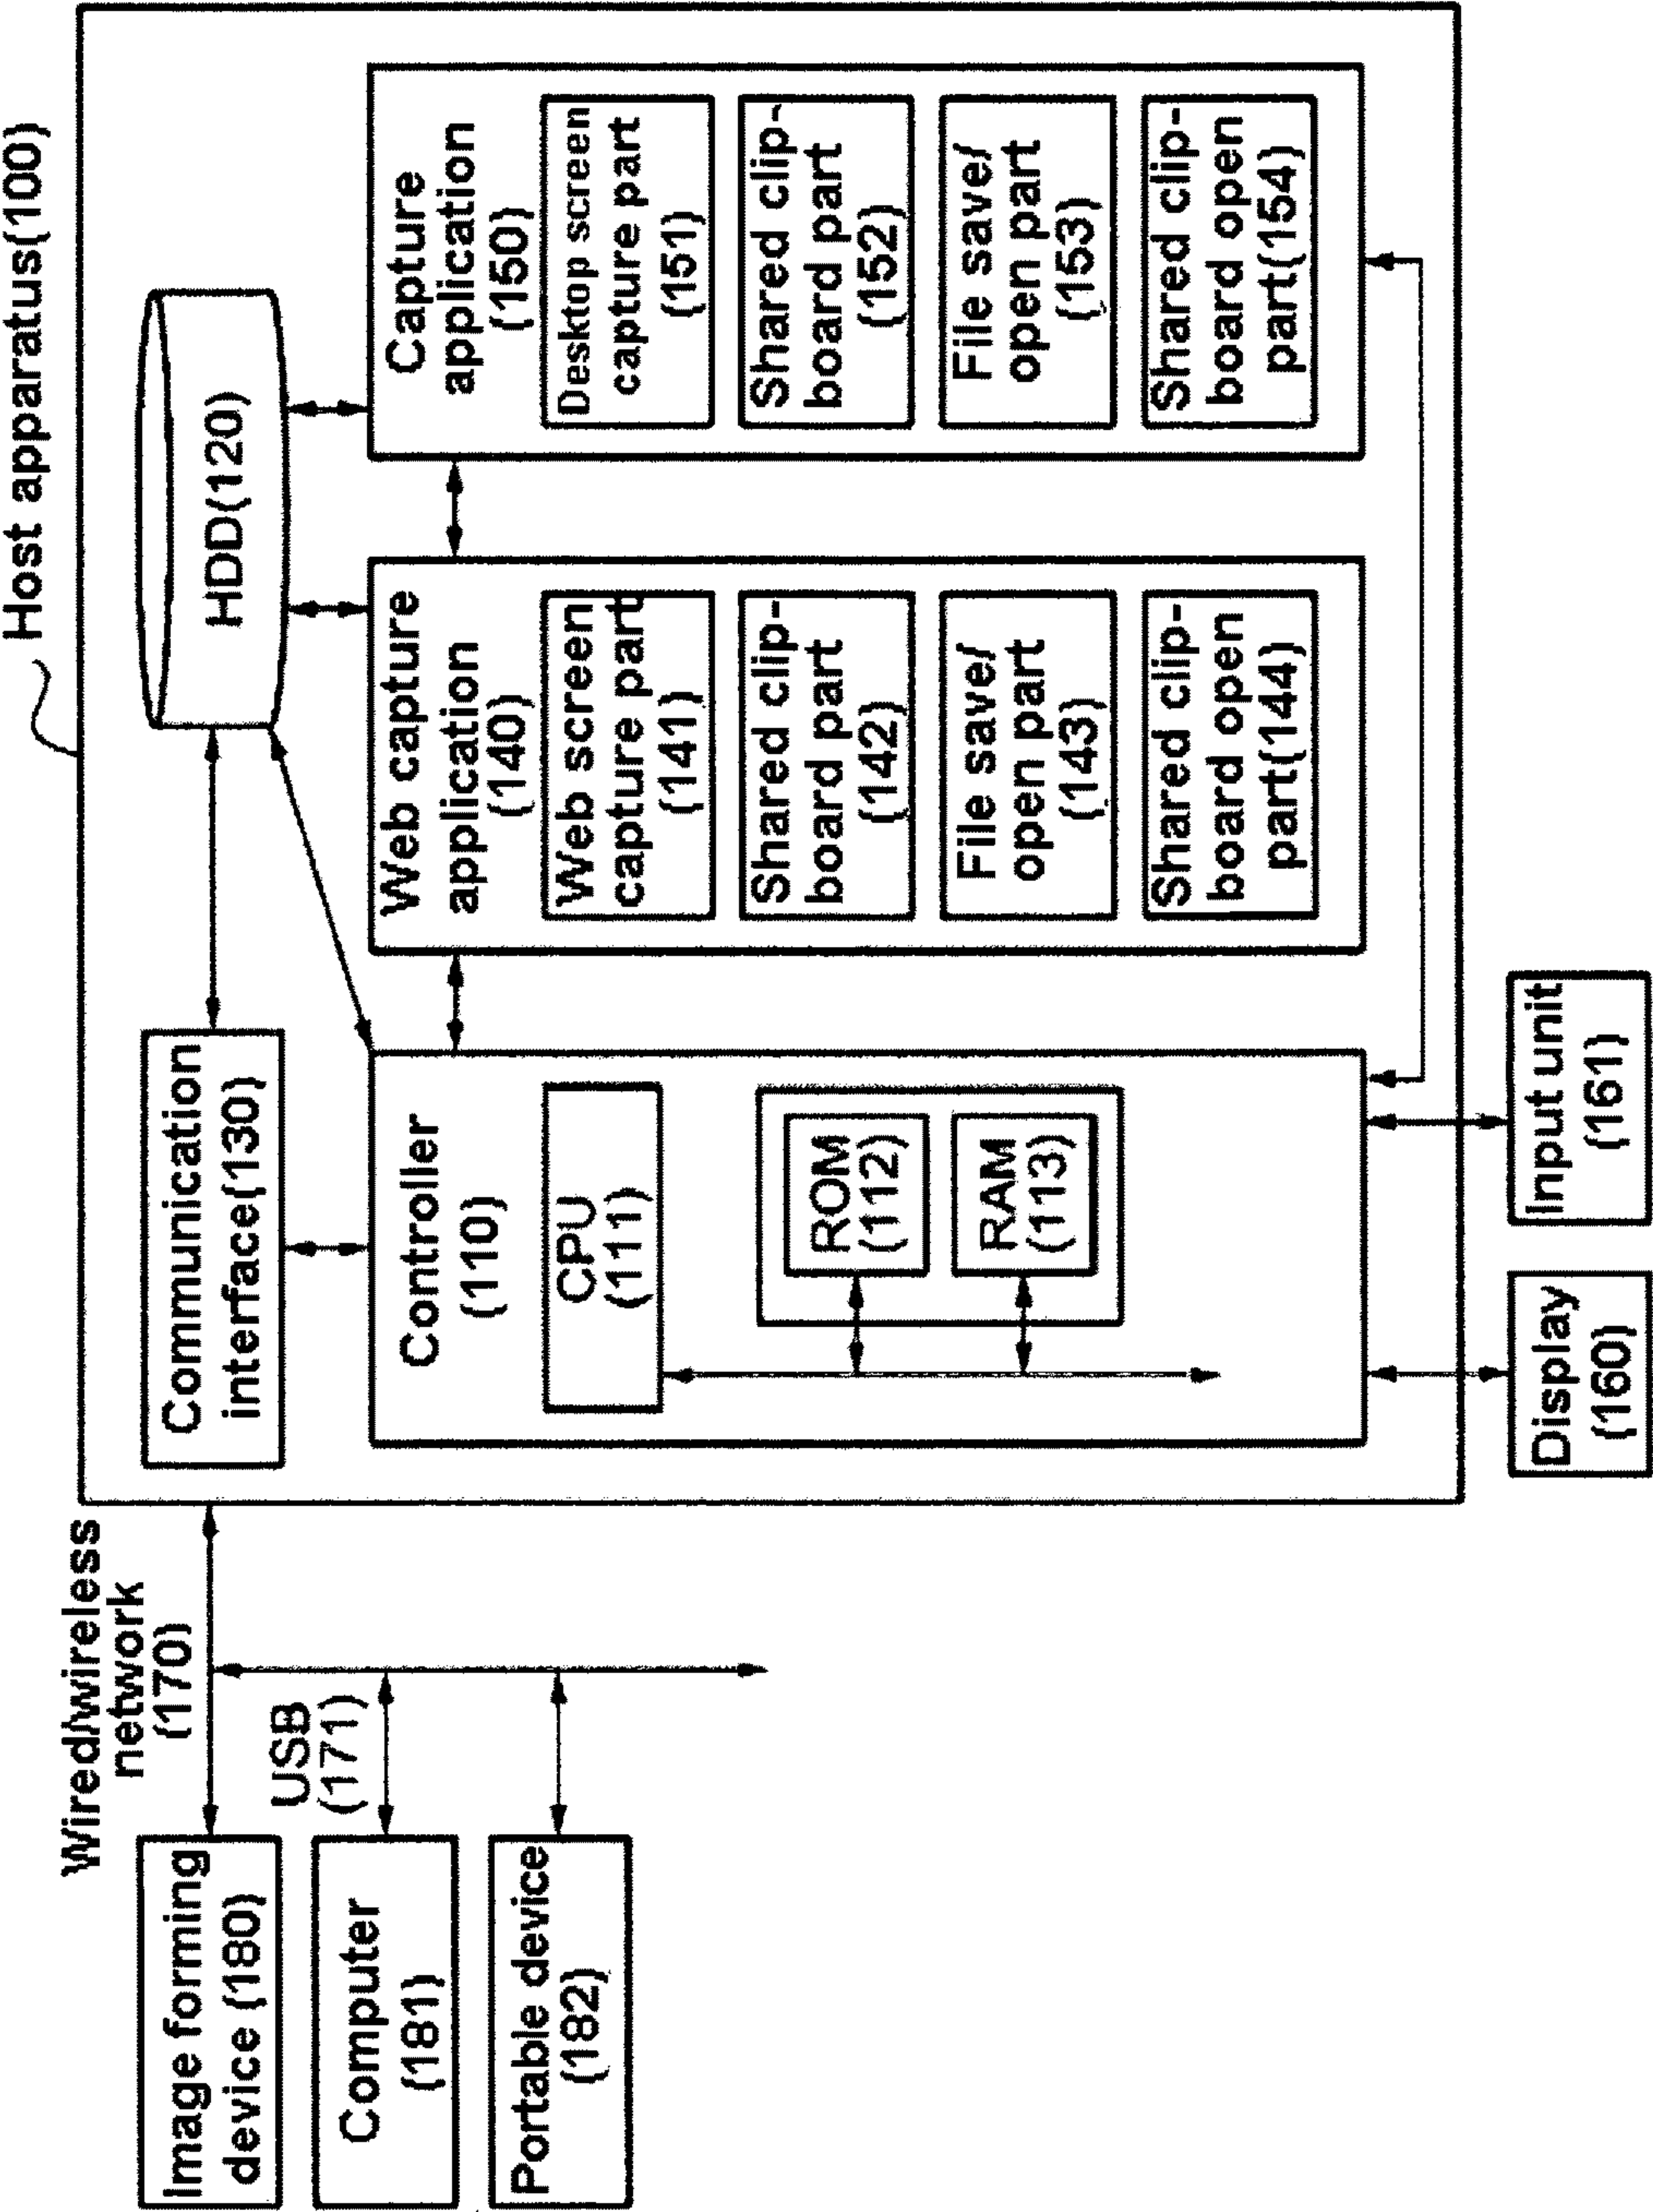 Host apparatus(100)
Wired/wireless
network
(170)
Image forming
device (180)
USB
(171)
Computer
(181)
Portable device
(182)
Communication
interface(130)
HDD(120)
Controller
(110)
CPU
(111)
ROM
(112)
RAM
(113)
Web capture
application
(140)
Web screen
capture part
(141)
Shared clip-
board part
(142)
File save/
open part
(143)
Shared clip-
board open
part(144)
Capture
application
(150)
Desktop screen
capture part
(151)
Shared clip-
board part
(152)
File save/
open part
(153)
Shared clip-
board open
part(154)
Display
(160)
Input unit
(161)